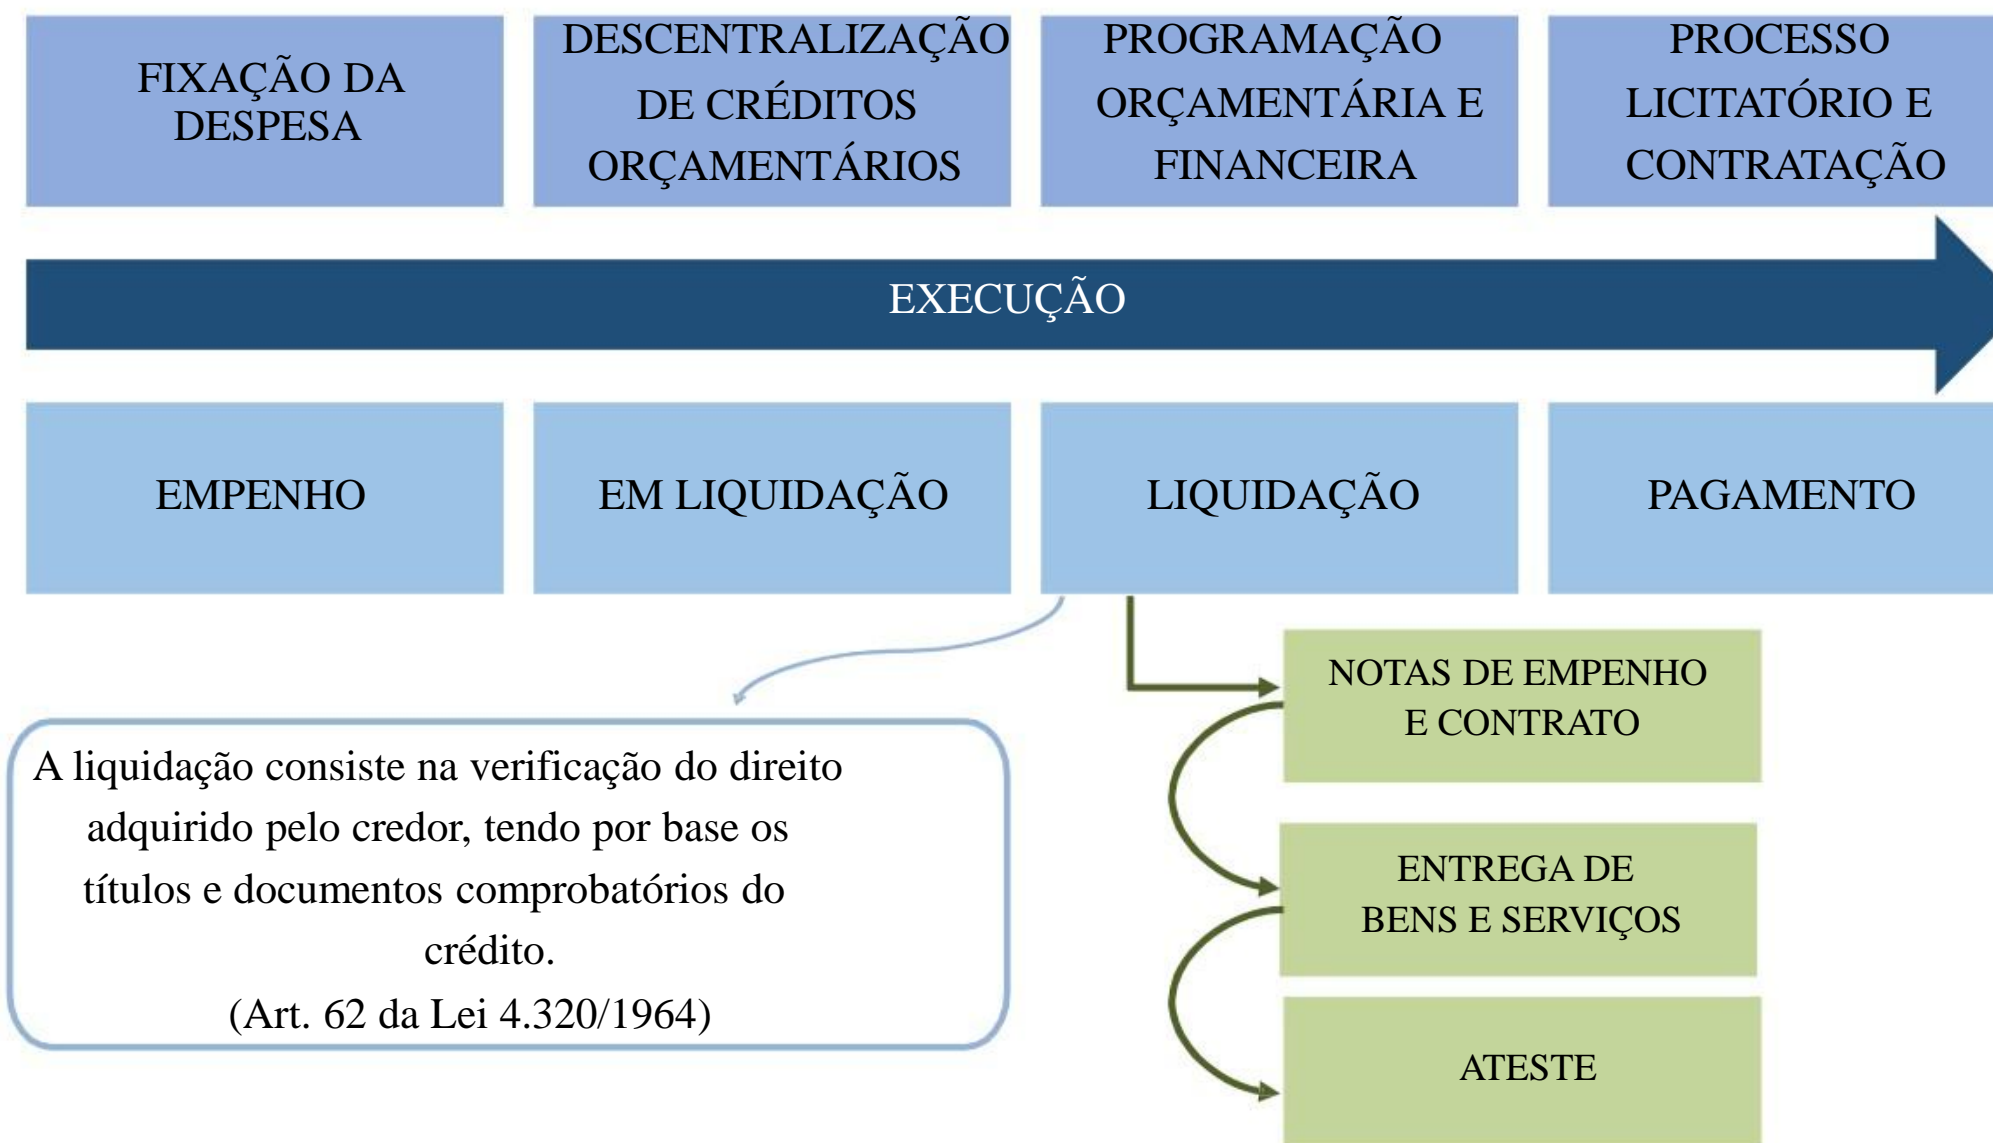 FIXAÇÃO DA
DESPESA
DESCENTRALIZAÇÃO
DE CRÉDITOS
ORÇAMENTÁRIOS
PROGRAMAÇÃO
ORÇAMENTÁRIA E
FINANCEIRA
PROCESSO
LICITATÓRIO E
CONTRATAÇÃO
EXECUÇÃO
EMPENHO
EM LIQUIDAÇÃO
LIQUIDAÇÃO
PAGAMENTO
A liquidação consiste na verificação do direito
adquirido pelo credor, tendo por base os
títulos e documentos comprobatórios do
crédito.
(Art. 62 da Lei 4.320/1964)
NOTAS DE EMPENHO
E CONTRATO
ENTREGA DE
BENS E SERVIÇOS
ATESTE